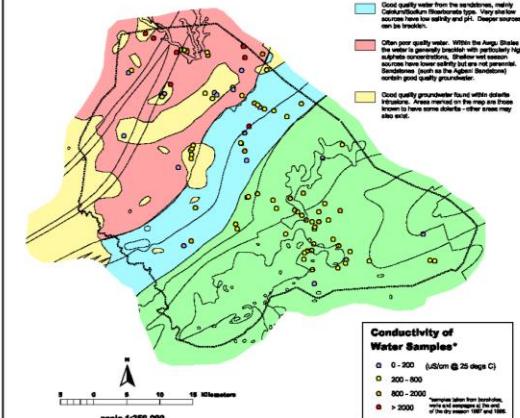 Good quality water from the sandstones, mainly
Calcium/Sodium Bicarbonate type. Very shallow
sources have low salinity and pH. Deeper sources
can be brackish.
Often poor quality water. Within the Awgu Shales
the water is generally brackish with particularly high
sulphate concentrations. Shallow wet season
sources have lower salinity but are not perennial.
Sandstones (such as the Agbani Sandstone)
contain good quality groundwater.
Good quality groundwater found within dolerite
intrusions. Areas marked on the map are those
known to have some dolerite - other areas may
also exist.
Conductivity of
Water Samples*
0 - 200 (uS/cm @ 25 degs C)
200 - 800
800 - 2000
> 2000
*samples taken from boreholes,
wells and seepages at the end
of the dry season 1997 and 1998.
N
5 0 5 10 15 Kilometers
scale 1:250,000